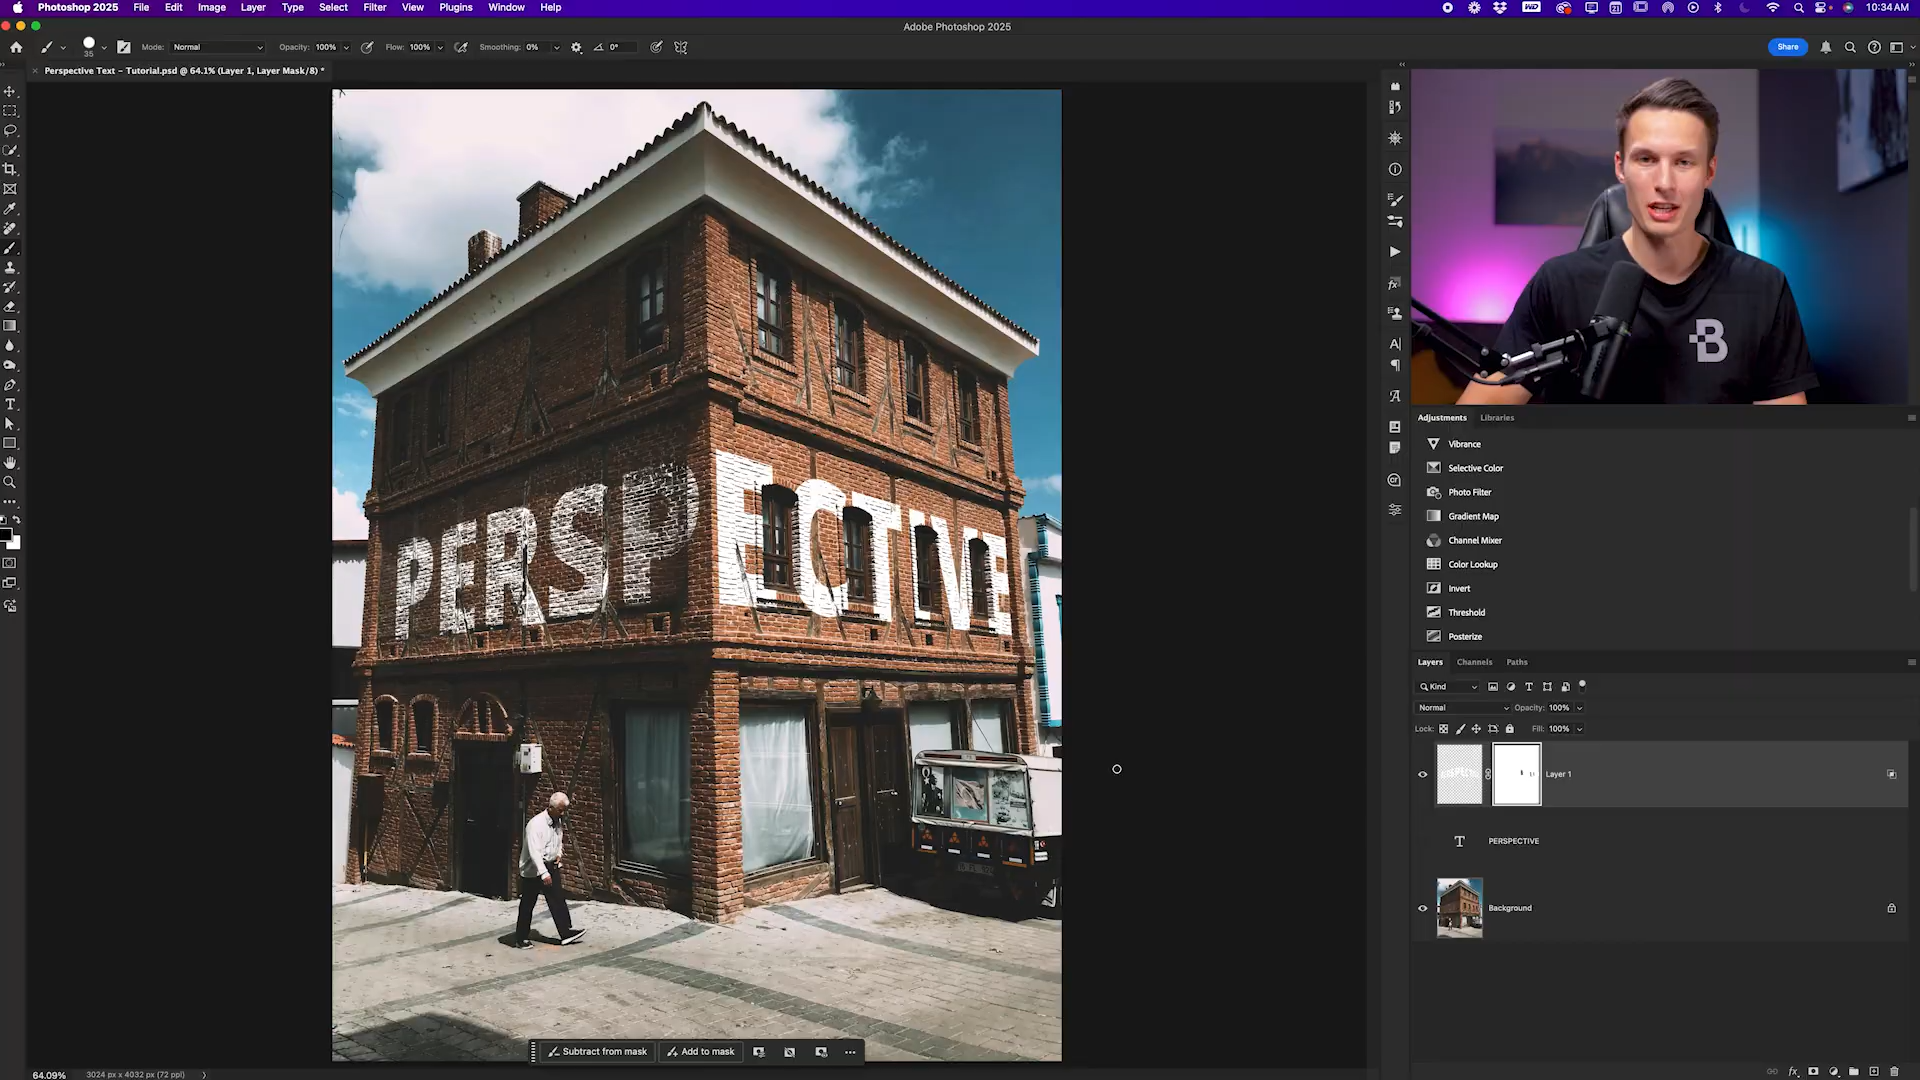 Photoshop 2025 File Edit Image Layer Type Select Filter View Plugins Window Help 10:34 AM
Adobe Photoshop 2025
35 Mode: Normal Opacity: 100% Flow: 100% Smoothing: 0% 0° Share
Perspective Text – Tutorial.psd @ 64.1% (Layer 1, Layer Mask/8) *
PERSPECTIVE
B
Adjustments Libraries
Vibrance
Selective Color
Photo Filter
Gradient Map
Channel Mixer
Color Lookup
Invert
Threshold
Posterize
Layers Channels Paths
Kind
Normal Opacity: 100%
Lock: Fill: 100%
Layer 1
PERSPECTIVE
Background
Subtract from mask Add to mask
64.09% 3024 px x 4032 px (72 ppi)